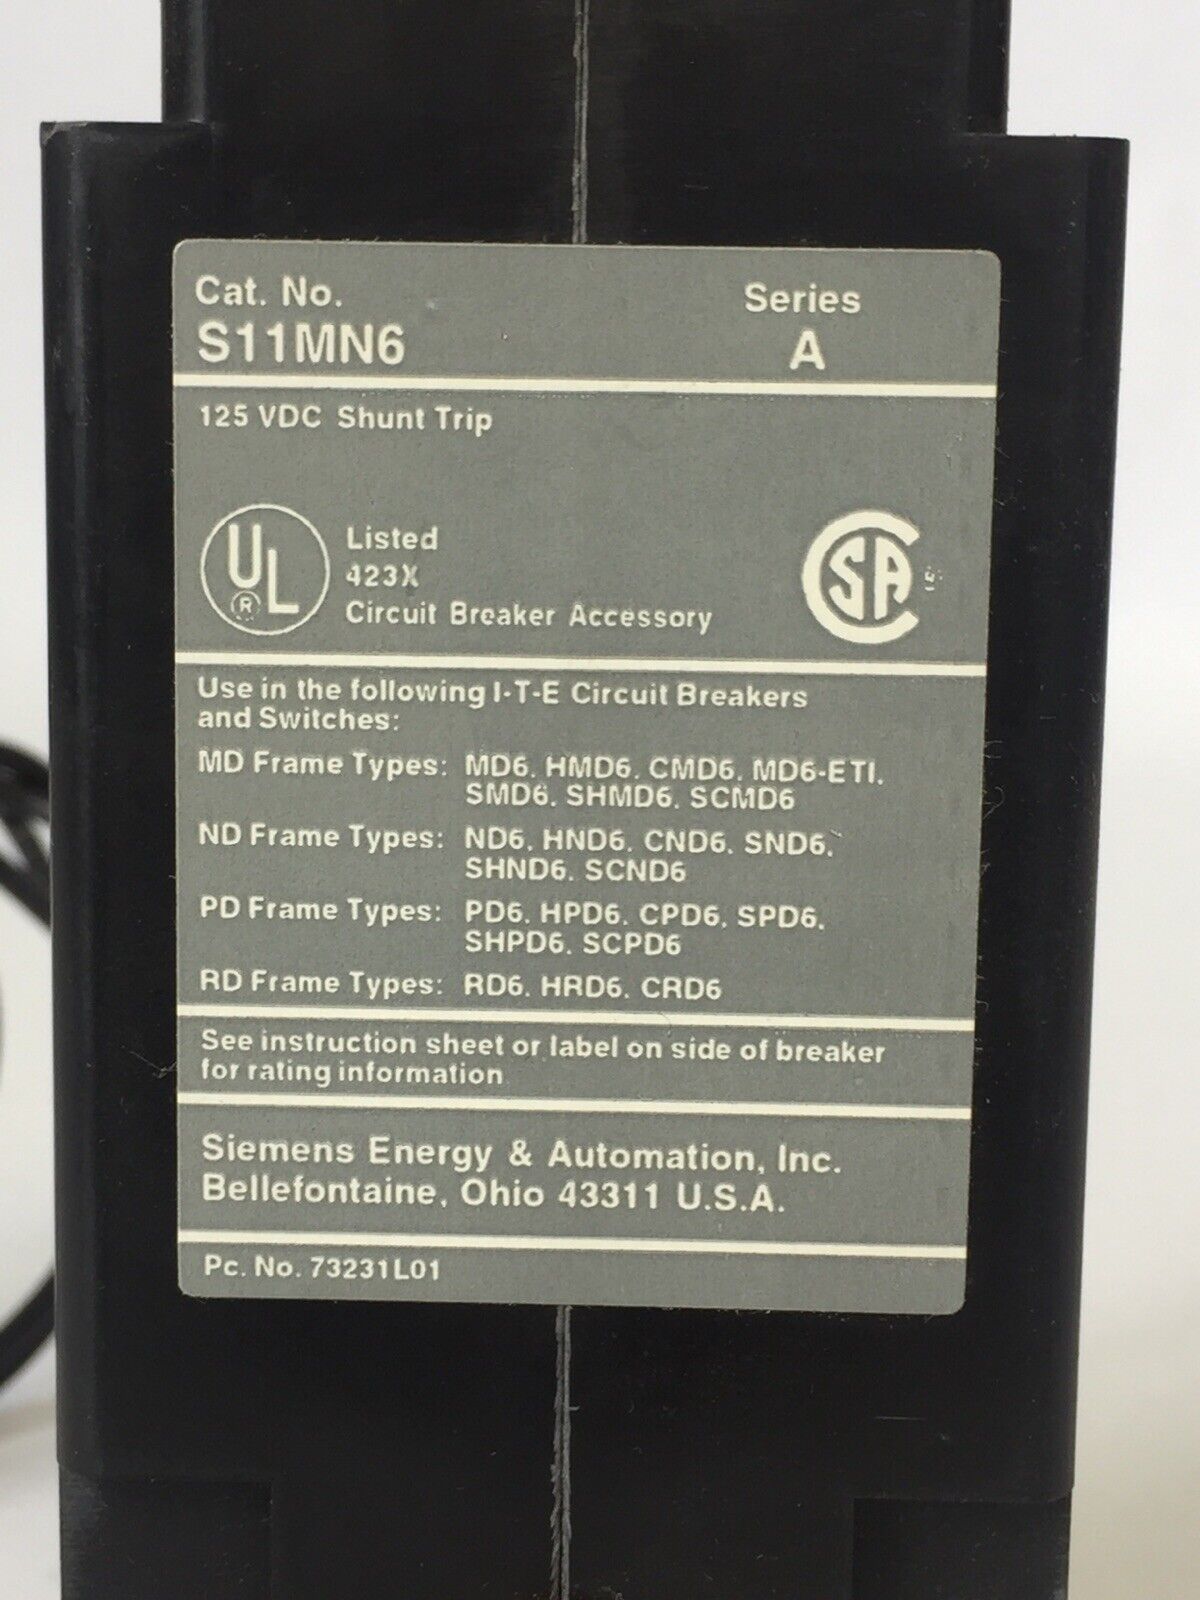 Cat. No.
Series
S11MN6
A
125 VDC Shunt Trip
UL
®
Listed
423X
Circuit Breaker Accessory
CSA
Use in the following I-T-E Circuit Breakers
and Switches:
MD Frame Types: MD6, HMD6, CMD6, MD6-ETI,
SMD6, SHMD6, SCMD6
ND Frame Types: ND6, HND6, CND6, SND6,
SHND6, SCND6
PD Frame Types: PD6, HPD6, CPD6, SPD6,
SHPD6, SCPD6
RD Frame Types: RD6, HRD6, CRD6
See instruction sheet or label on side of breaker
for rating information
Siemens Energy & Automation, Inc.
Bellefontaine, Ohio 43311 U.S.A.
Pc. No. 73231L01